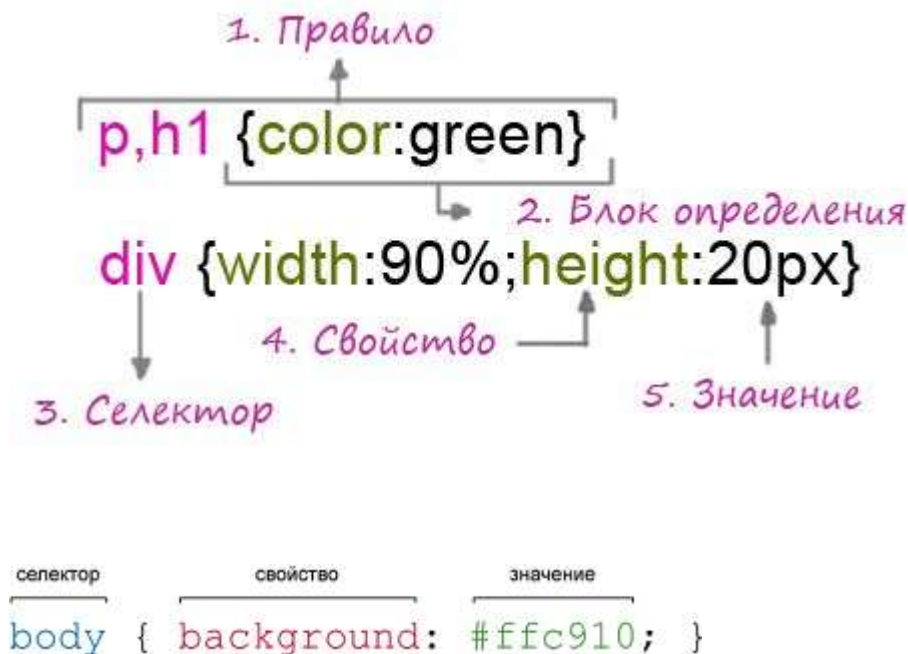 1. Правило
p,h1 {color:green}
2. Блок определения
div {width:90%;height:20px}
4. Свойство
5. Значение
3. Селектор
селектор свойство значение
body { background: #ffc910; }